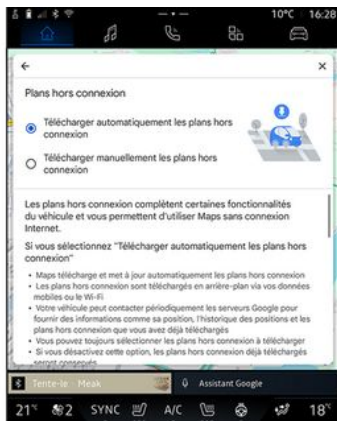 10°C 16:28
Plans hors connexion
Télécharger automatiquement les plans hors
connexion
Télécharger manuellement les plans hors
connexion
Les plans hors connexion complètent certaines fonctionnalités
du véhicule et vous permettent d'utiliser Maps sans connexion
Internet.
Si vous sélectionnez "Télécharger automatiquement les plans hors
connexion"
• Maps télécharge et met à jour automatiquement les plans hors connexion
• Les plans hors connexion sont téléchargés en arrière-plan via vos données
mobiles ou le Wi-Fi
• Votre véhicule peut contacter périodiquement les serveurs Google pour
fournir des informations comme sa position, l'historique des positions et les
plans hors connexion que vous avez déjà téléchargés
• Vous pouvez toujours sélectionner les plans hors connexion à télécharger
• Si vous désactivez cette option, les plans hors connexion déjà téléchargés
seront conservés
Tente-le · Meak
Assistant Google
21°C 2 SYNC A/C 18°C